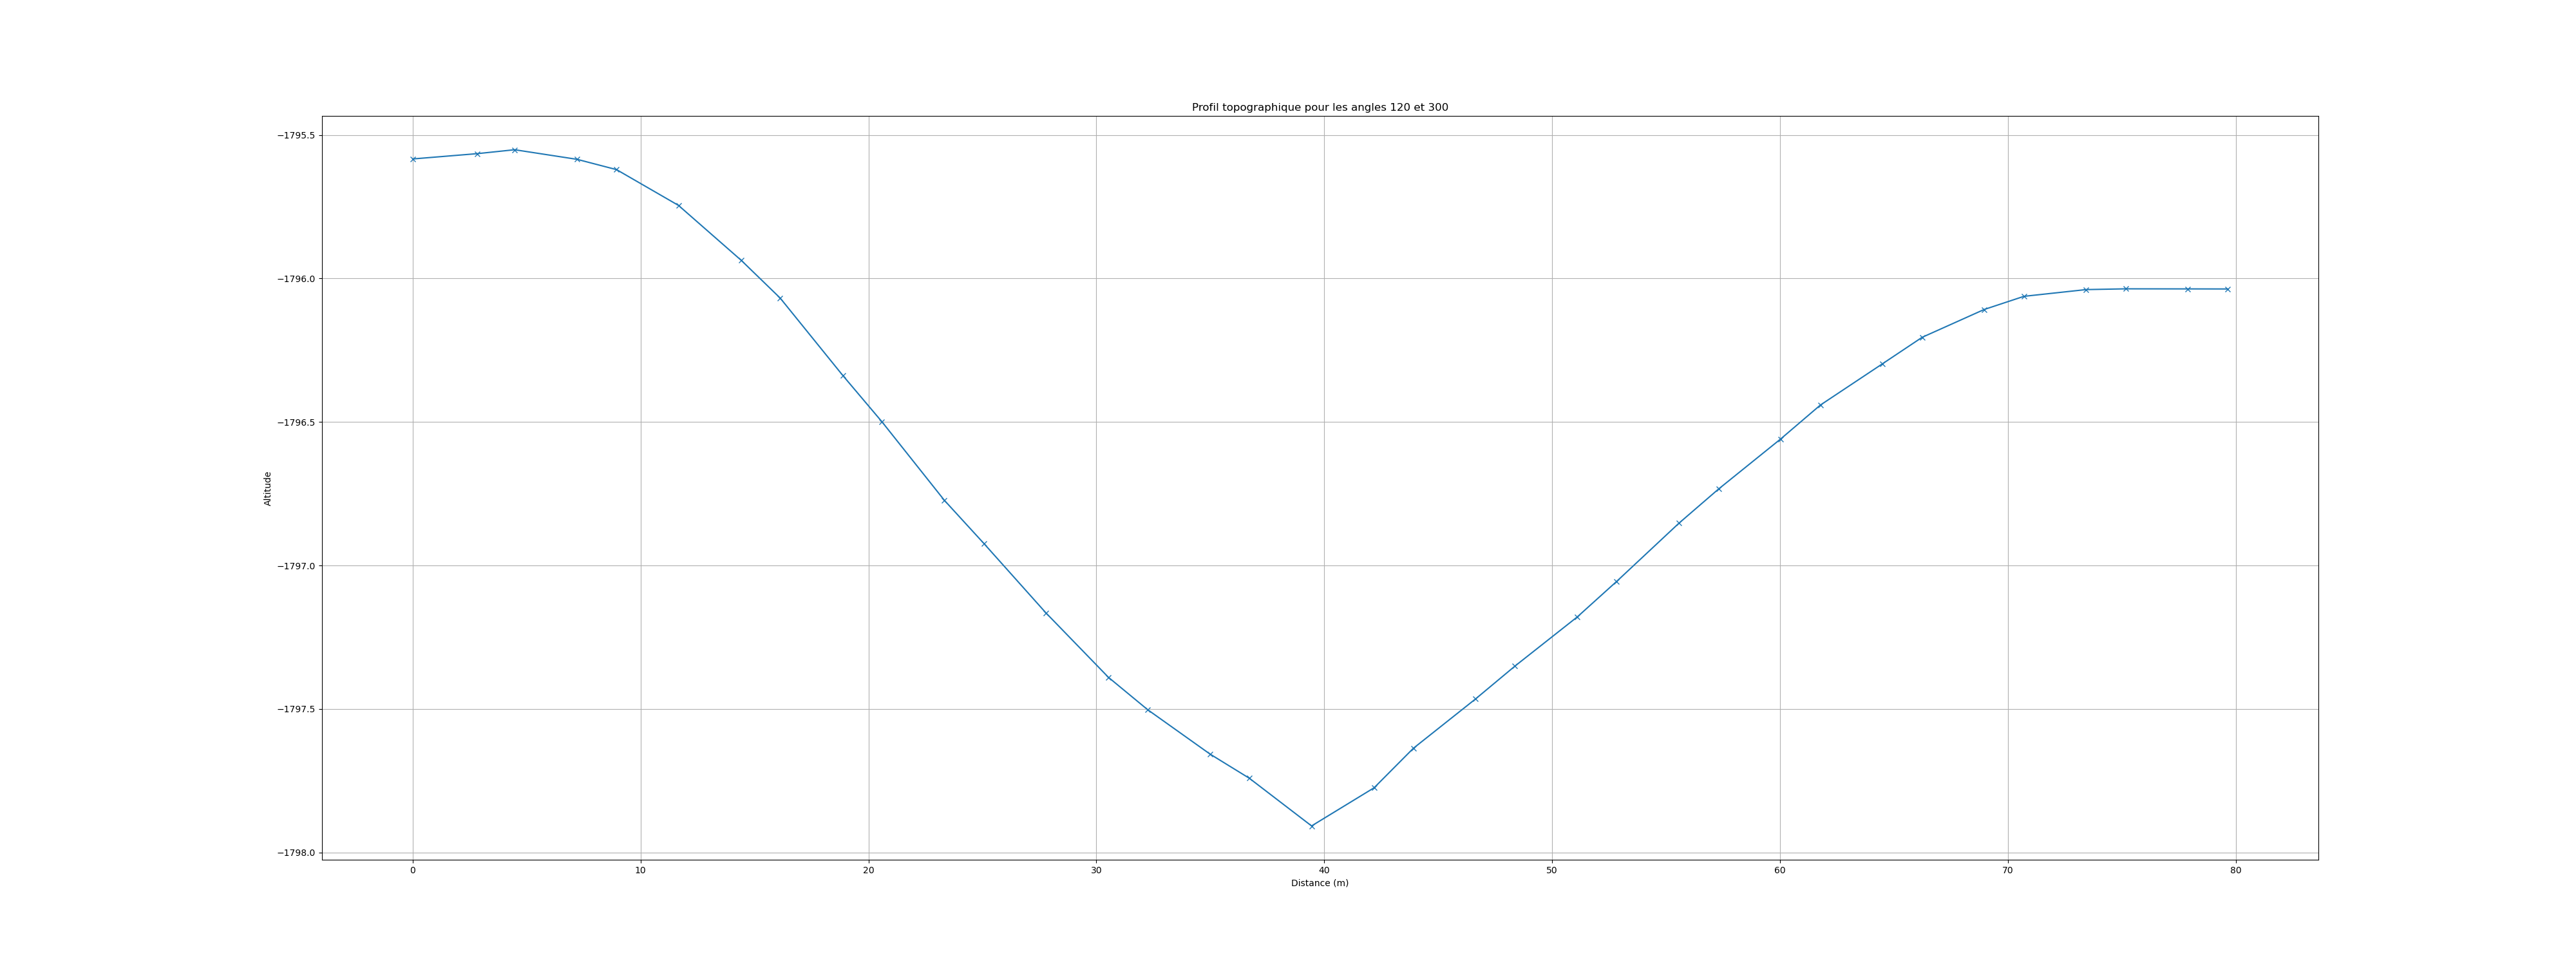 Profil topographique pour les angles 120 et 300
−1795.5
−1796.0
−1796.5
−1797.0
−1797.5
−1798.0
Altitude
0 10 20 30 40 50 60 70 80
Distance (m)